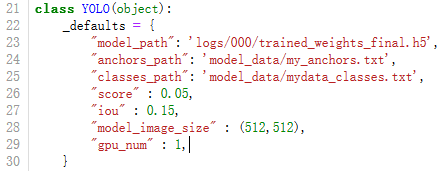 21 class YOLO(object):
22 _defaults = {
23 "model_path": 'logs/000/trained_weights_final.h5',
24 "anchors_path": 'model_data/my_anchors.txt',
25 "classes_path": 'model_data/mydata_classes.txt',
26 "score" : 0.05,
27 "iou" : 0.15,
28 "model_image_size" : (512,512),
29 "gpu_num" : 1,
30 }